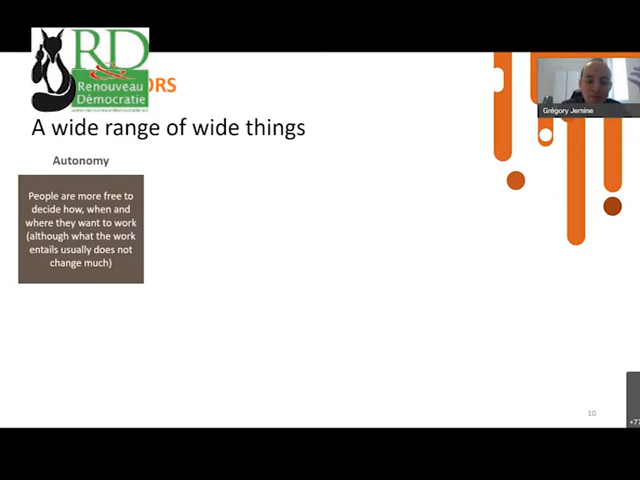 RD
&
Renouveau
Démocratie
ORS
Grégory Jemine
A wide range of wide things
Autonomy
People are more free to
decide how, when and
where they want to work
(although what the work
entails usually does not
change much)
10
+77